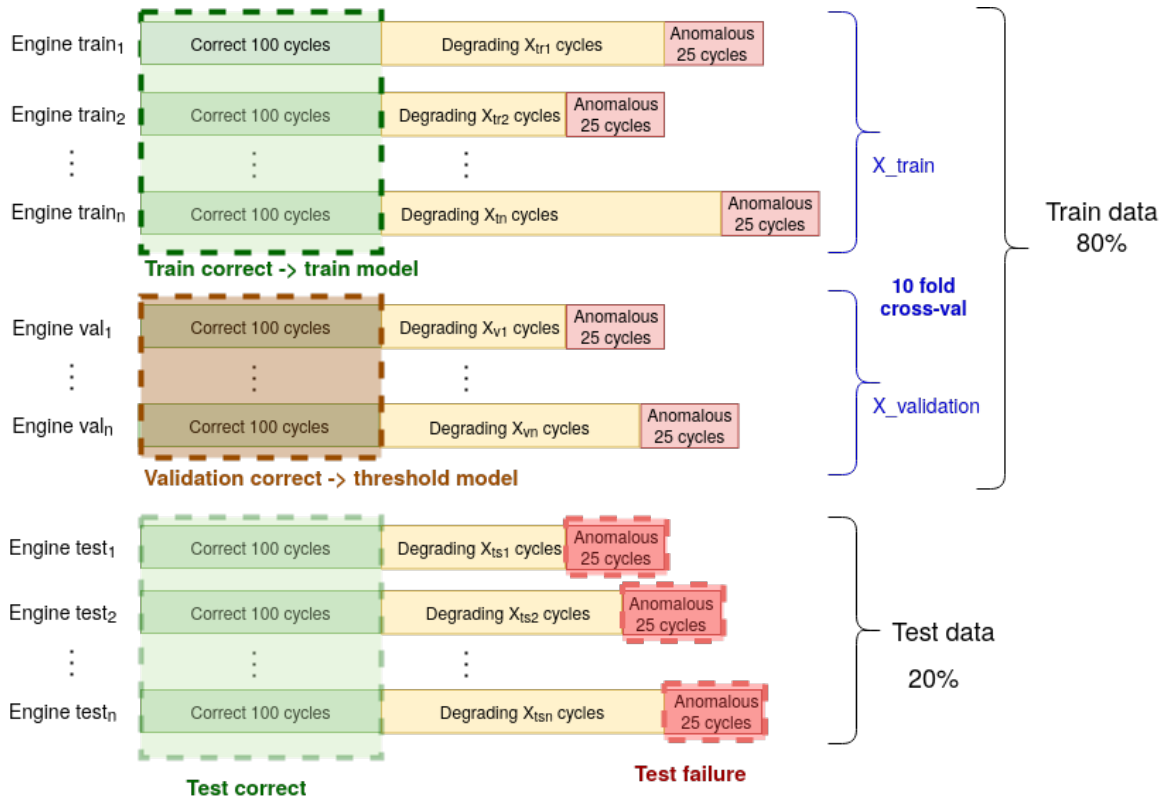 Engine train₁
Correct 100 cycles
Degrading Xtr1 cycles
Anomalous
25 cycles
Engine train₂
Correct 100 cycles
Degrading Xtr2 cycles
Anomalous
25 cycles
⋮ ⋮ ⋮
Engine trainn
Correct 100 cycles
Degrading Xtn cycles
Anomalous
25 cycles
Train correct -> train model
X_train
Train data
80%
10 fold
cross-val
Engine val₁
Correct 100 cycles
Degrading Xv1 cycles
Anomalous
25 cycles
⋮ ⋮ ⋮
Engine valn
Correct 100 cycles
Degrading Xvn cycles
Anomalous
25 cycles
X_validation
Validation correct -> threshold model
Engine test₁
Correct 100 cycles
Degrading Xts1 cycles
Anomalous
25 cycles
Engine test₂
Correct 100 cycles
Degrading Xts2 cycles
Anomalous
25 cycles
⋮ ⋮ ⋮
Engine testn
Correct 100 cycles
Degrading Xtsn cycles
Anomalous
25 cycles
Test data
20%
Test correct
Test failure